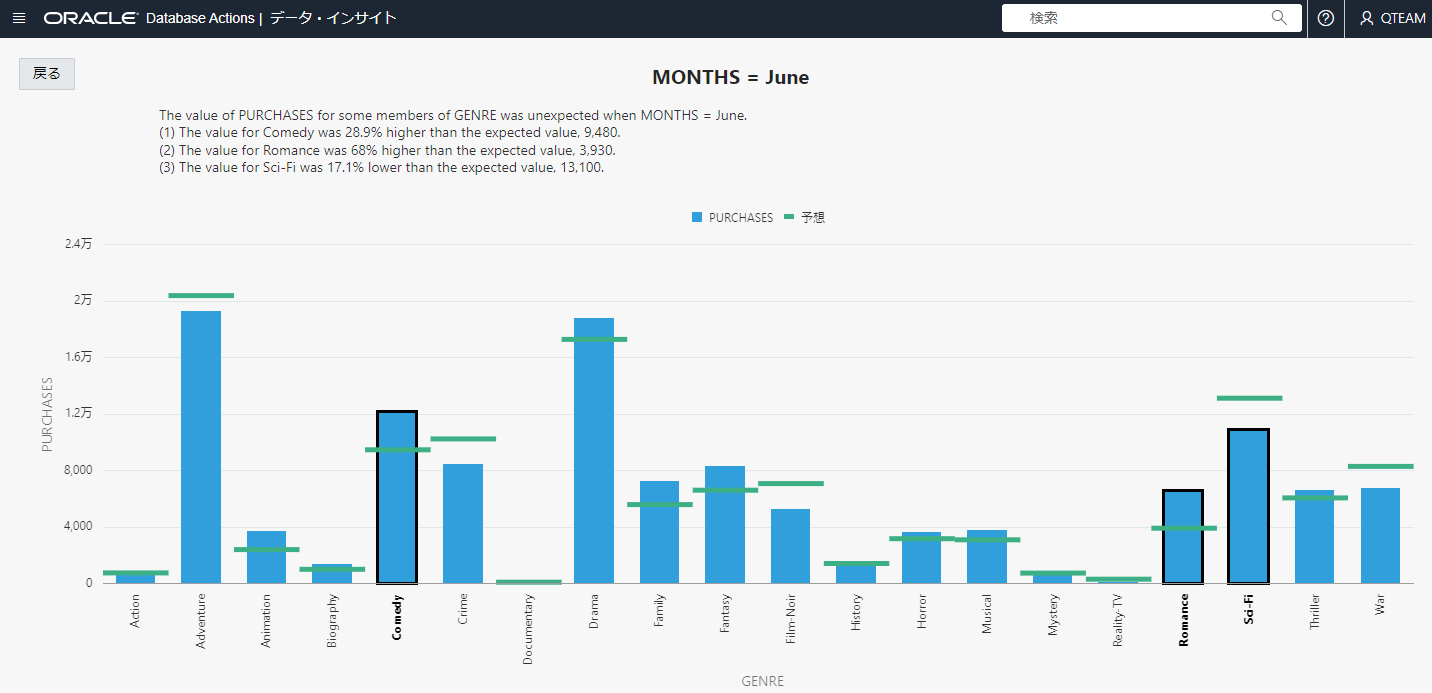 ORACLE Database Actions | データ・インサイト
検索
QTEAM
戻る
MONTHS = June
The value of PURCHASES for some members of GENRE was unexpected when MONTHS = June.
(1) The value for Comedy was 28.9% higher than the expected value, 9,480.
(2) The value for Romance was 68% higher than the expected value, 3,930.
(3) The value for Sci-Fi was 17.1% lower than the expected value, 13,100.
PURCHASES 予想
2.4万
2万
1.6万
1.2万
8,000
4,000
0
PURCHASES
Action
Adventure
Animation
Biography
Comedy
Crime
Documentary
Drama
Family
Fantasy
Film-Noir
History
Horror
Musical
Mystery
Reality-TV
Romance
Sci-Fi
Thriller
War
GENRE